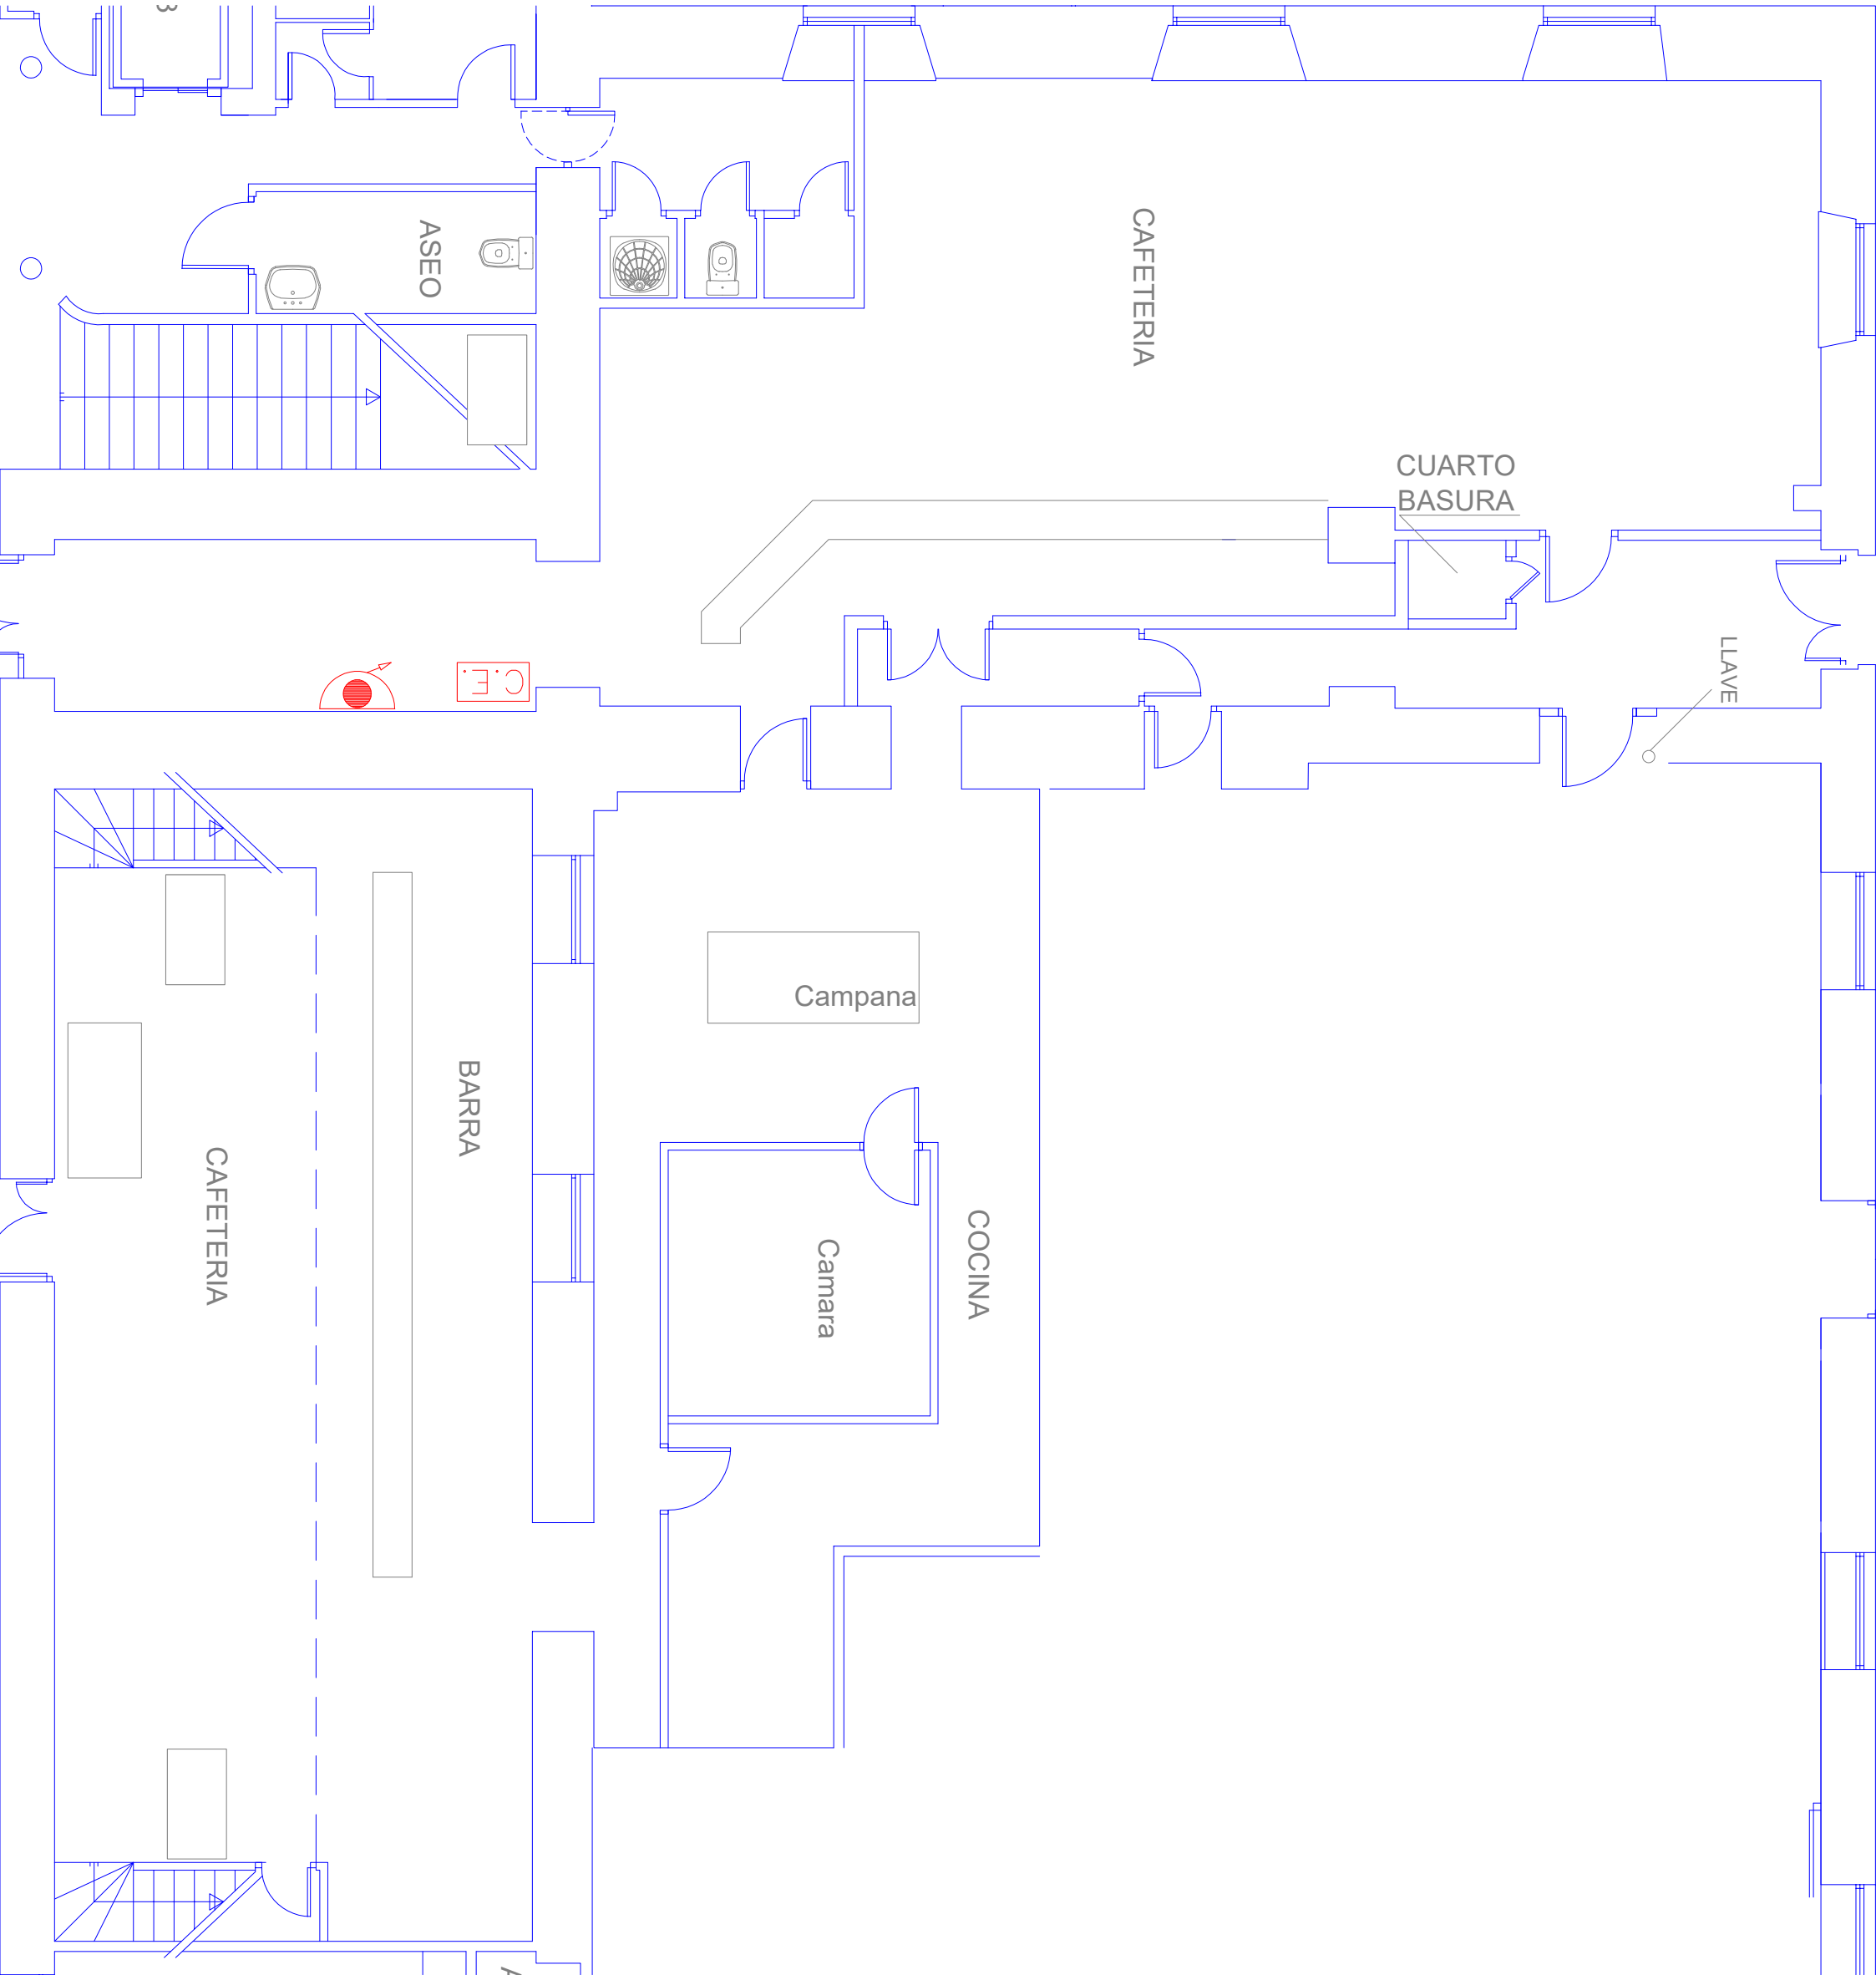 ASEO
CAFETERIA
CUARTO
BASURA
LLAVE
C.E.
Campana
BARRA
CAFETERIA
COCINA
Camara